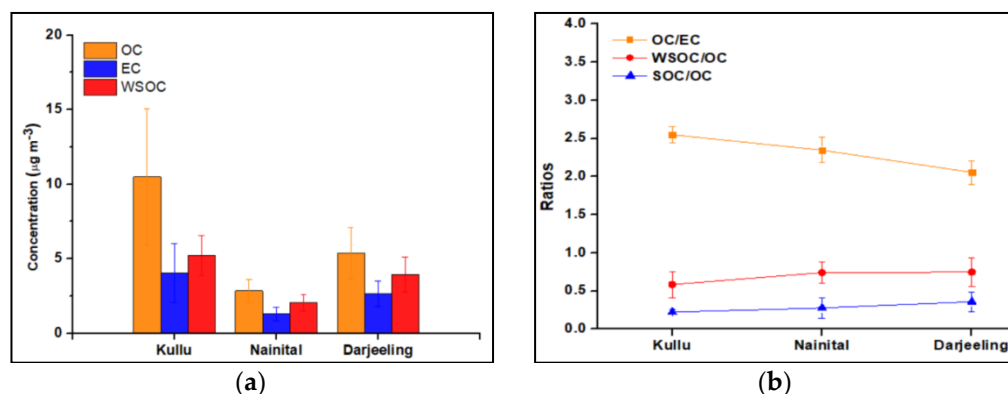 20
15
10
5
0
Concentration (µg m⁻³)
OC
EC
WSOC
Kullu Nainital Darjeeling
(a)
4.0
3.5
3.0
2.5
2.0
1.5
1.0
0.5
0.0
Ratios
OC/EC
WSOC/OC
SOC/OC
Kullu Nainital Darjeeling
(b)